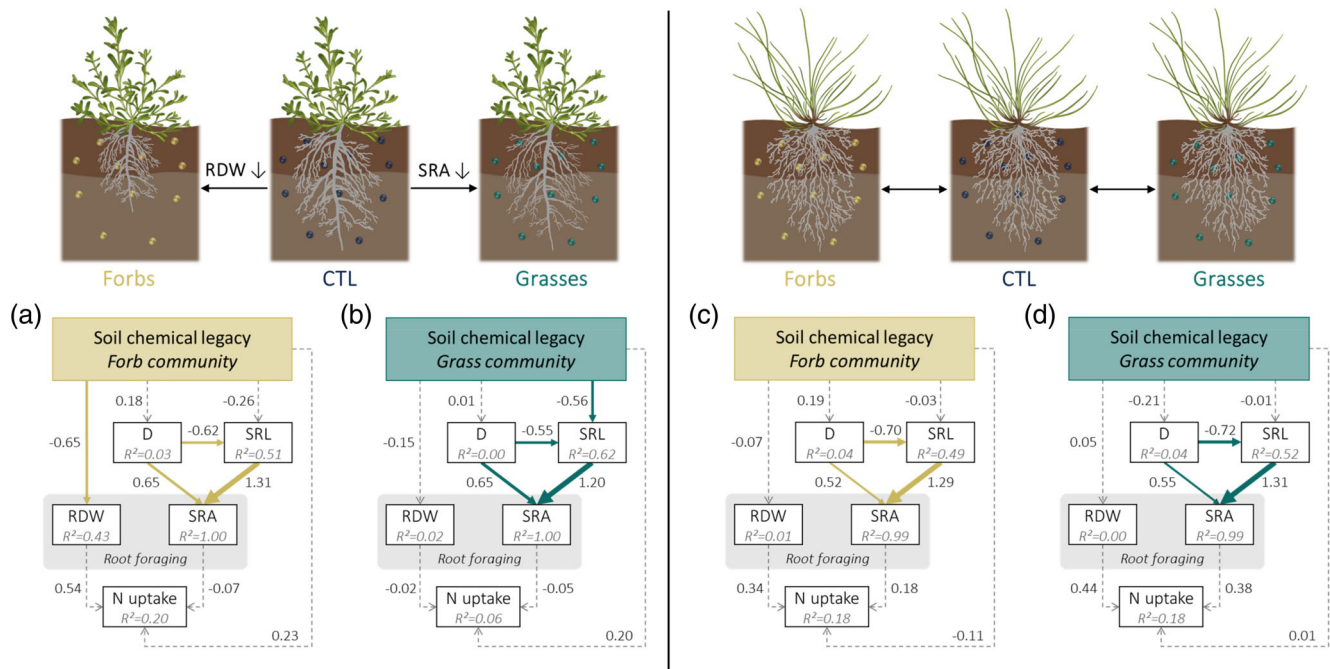 RDW ↓
SRA ↓
Forbs
CTL
Grasses
Forbs
CTL
Grasses
(a)
Soil chemical legacy
Forb community
0.18
-0.26
-0.65
D
R²=0.03
-0.62
SRL
R²=0.51
0.65
1.31
RDW
R²=0.43
SRA
R²=1.00
Root foraging
0.54
-0.07
N uptake
R²=0.20
0.23
(b)
Soil chemical legacy
Grass community
0.01
-0.56
-0.15
D
R²=0.00
-0.55
SRL
R²=0.62
0.65
1.20
RDW
R²=0.02
SRA
R²=1.00
Root foraging
-0.02
-0.05
N uptake
R²=0.06
0.20
(c)
Soil chemical legacy
Forb community
0.19
-0.03
-0.07
D
R²=0.04
-0.70
SRL
R²=0.49
0.52
1.29
RDW
R²=0.01
SRA
R²=0.99
Root foraging
0.34
0.18
N uptake
R²=0.18
-0.11
(d)
Soil chemical legacy
Grass community
-0.21
-0.01
0.05
D
R²=0.04
-0.72
SRL
R²=0.52
0.55
1.31
RDW
R²=0.00
SRA
R²=0.99
Root foraging
0.44
0.38
N uptake
R²=0.18
0.01